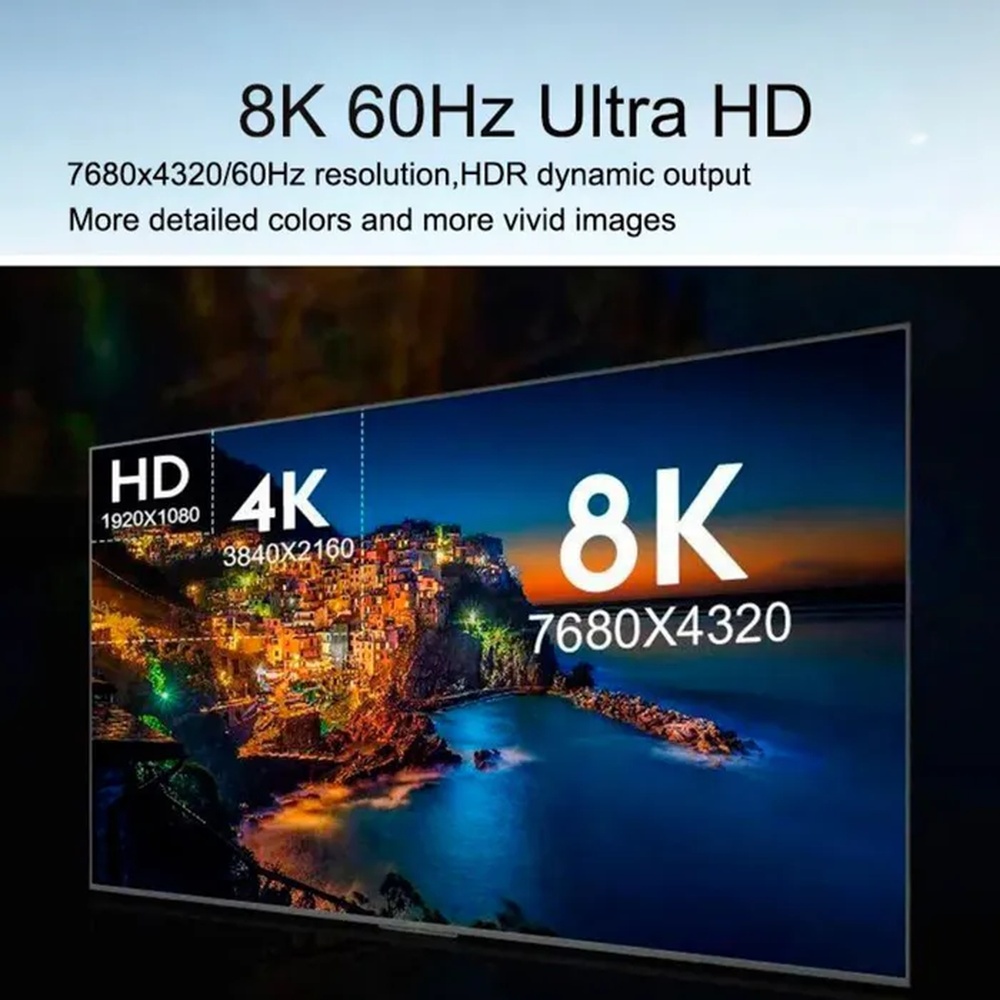 8K 60Hz Ultra HD
7680x4320/60Hz resolution,HDR dynamic output
More detailed colors and more vivid images
HD
1920X1080
4K
3840X2160
8K
7680X4320